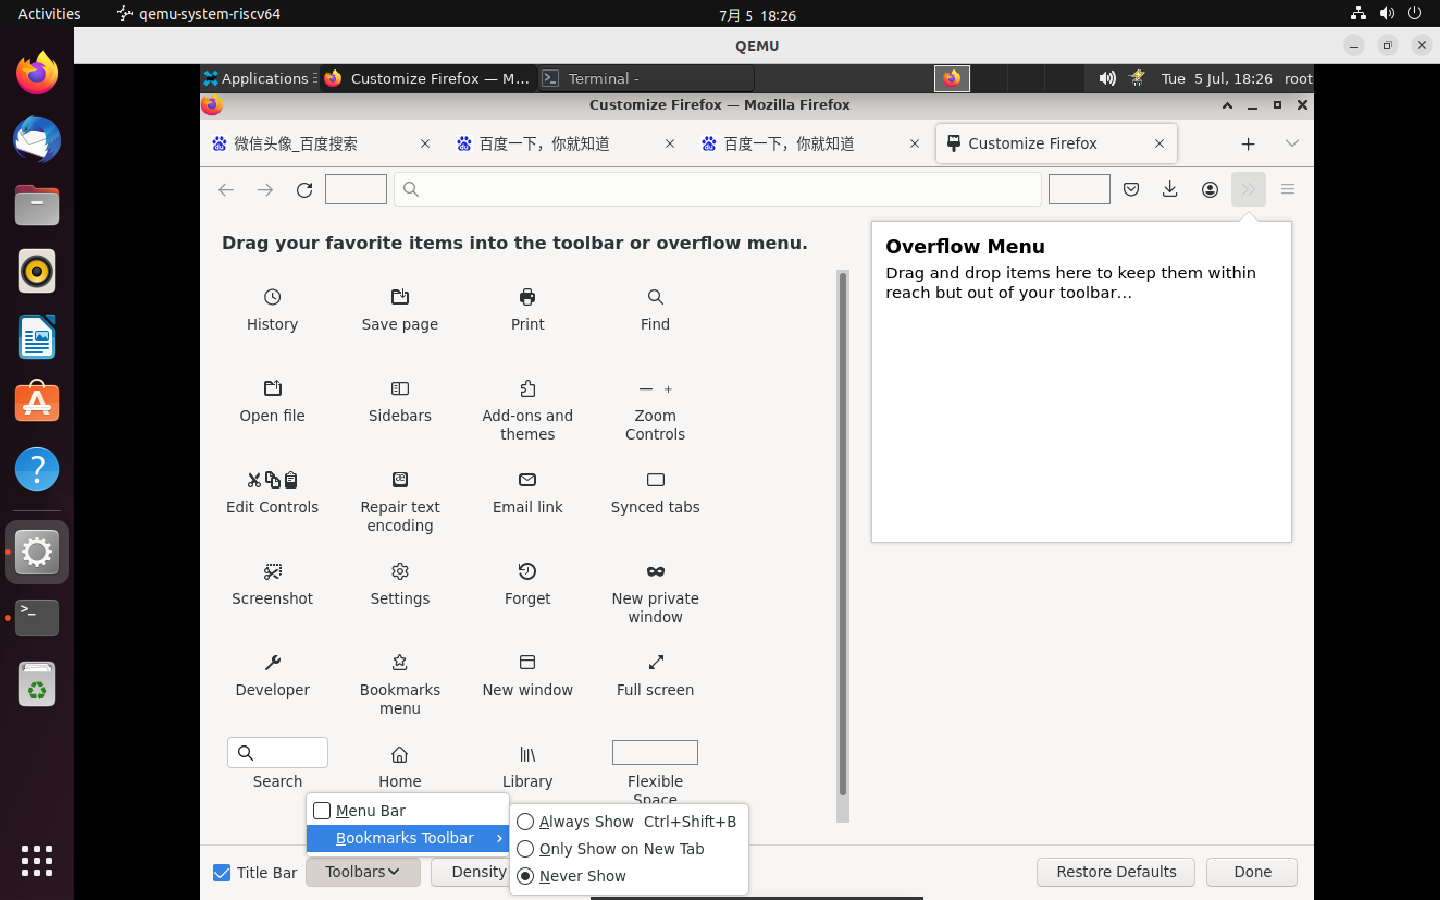 Activities
qemu-system-riscv64
7月 5 18:26
QEMU
Applications
Customize Firefox — M...
Terminal -
Tue 5 Jul, 18:26
root
Customize Firefox — Mozilla Firefox
微信头像_百度搜索
百度一下，你就知道
百度一下，你就知道
Customize Firefox
Drag your favorite items into the toolbar or overflow menu.
Overflow Menu
Drag and drop items here to keep them within
reach but out of your toolbar...
History
Save page
Print
Find
Open file
Sidebars
Add-ons and
themes
Zoom
Controls
Edit Controls
Repair text
encoding
Email link
Synced tabs
Screenshot
Settings
Forget
New private
window
Developer
Bookmarks
menu
New window
Full screen
Search
Home
Library
Flexible
Space
Menu Bar
Bookmarks Toolbar
Always Show Ctrl+Shift+B
Only Show on New Tab
Never Show
Title Bar
Toolbars
Density
Restore Defaults
Done